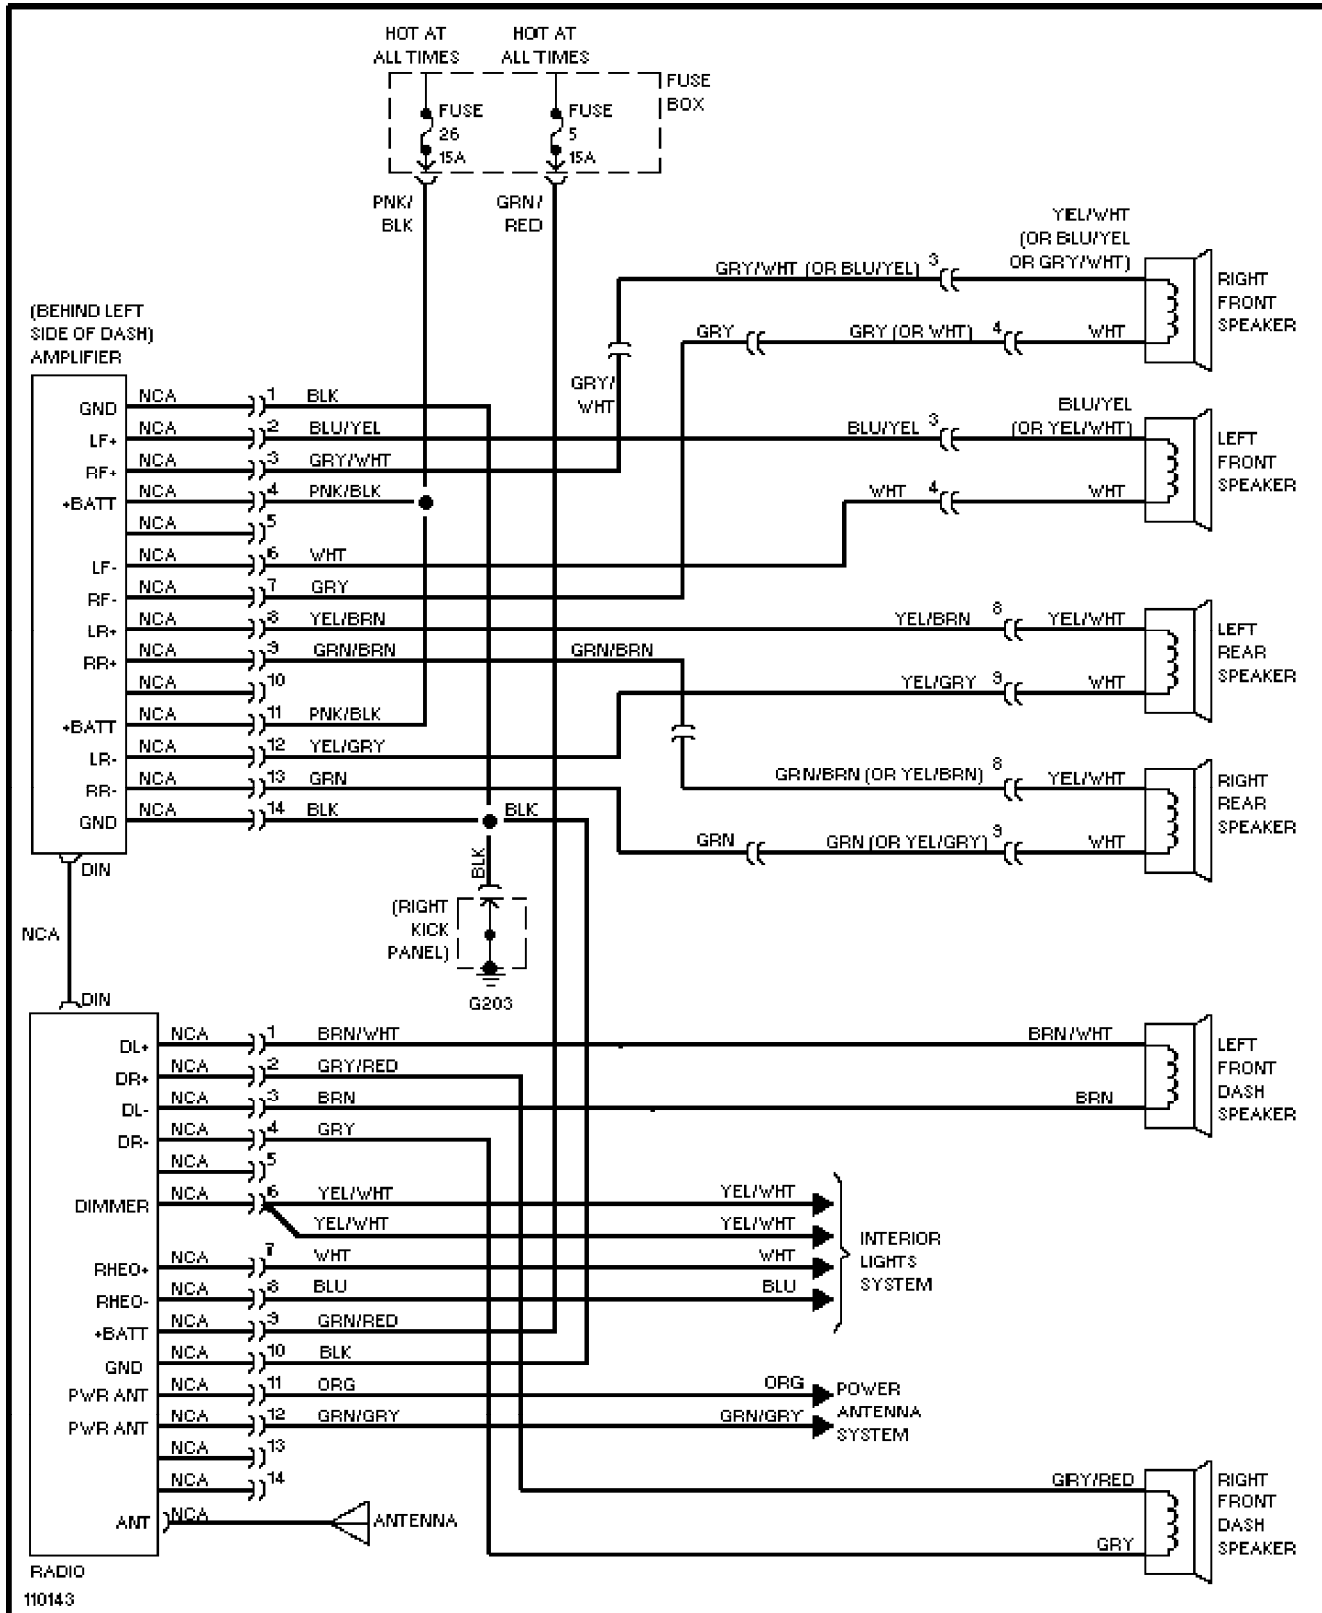 HOT AT
ALL TIMES
HOT AT
ALL TIMES
FUSE
BOX
FUSE
26
15A
FUSE
5
15A
PNK/
BLK
GRN/
RED
YEL/WHT
(OR BLU/YEL
OR GRY/WHT)
GRY/WHT (OR BLU/YEL) 3
RIGHT
FRONT
SPEAKER
GRY
GRY (OR WHT) 4
WHT
GRY/
WHT
(BEHIND LEFT
SIDE OF DASH)
AMPLIFIER
GND NCA 1 BLK
LF+ NCA 2 BLU/YEL
BLU/YEL 3
BLU/YEL
(OR YEL/WHT)
LEFT
FRONT
SPEAKER
RF+ NCA 3 GRY/WHT
+BATT NCA 4 PNK/BLK
WHT 4 WHT
NCA 5
LF- NCA 6 WHT
RF- NCA 7 GRY
LR+ NCA 8 YEL/BRN
YEL/BRN 8 YEL/WHT
LEFT
REAR
SPEAKER
RR+ NCA 9 GRN/BRN GRN/BRN
NCA 10
YEL/GRY 9 WHT
+BATT NCA 11 PNK/BLK
LR- NCA 12 YEL/GRY
RR- NCA 13 GRN
GRN/BRN (OR YEL/BRN) 8 YEL/WHT
RIGHT
REAR
SPEAKER
GND NCA 14 BLK BLK
GRN
GRN (OR YEL/GRY) 9
WHT
DIN
BLK
(RIGHT
KICK
PANEL)
G203
NCA
DIN
DL+ NCA 1 BRN/WHT BRN/WHT
LEFT
FRONT
DASH
SPEAKER
DR+ NCA 2 GRY/RED
DL- NCA 3 BRN BRN
DR- NCA 4 GRY
NCA 5
DIMMER NCA 6 YEL/WHT YEL/WHT
YEL/WHT YEL/WHT
INTERIOR
LIGHTS
SYSTEM
RHEO+ NCA 7 WHT WHT
RHEO- NCA 8 BLU BLU
+BATT NCA 9 GRN/RED
GND NCA 10 BLK
PWR ANT NCA 11 ORG ORG
POWER
ANTENNA
SYSTEM
PWR ANT NCA 12 GRN/GRY GRN/GRY
NCA 13
NCA 14
GRY/RED
RIGHT
FRONT
DASH
SPEAKER
ANT NCA ANTENNA
GRY
RADIO
110143